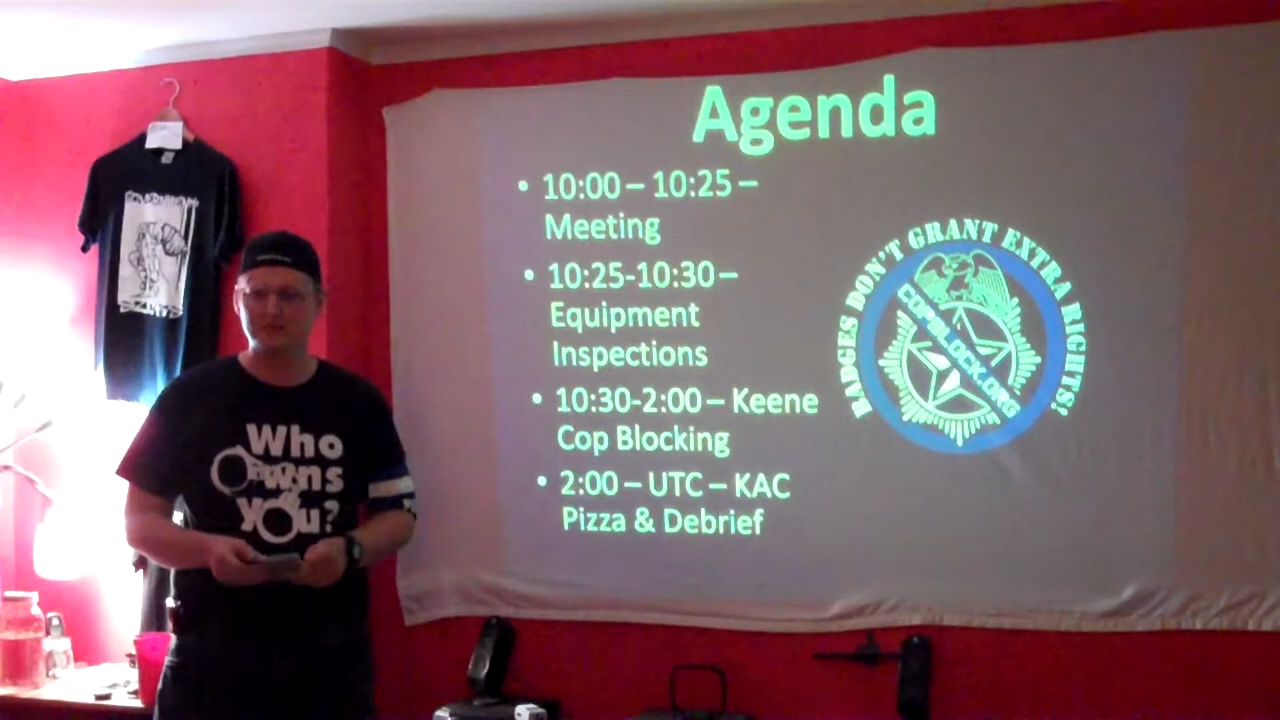 Agenda
• 10:00 – 10:25 –
Meeting
• 10:25-10:30 –
Equipment
Inspections
• 10:30-2:00 – Keene
Cop Blocking
• 2:00 – UTC – KAC
Pizza & Debrief
BADGES DON'T GRANT EXTRA RIGHTS!
COPBLOCK.ORG
Who
owns
you?